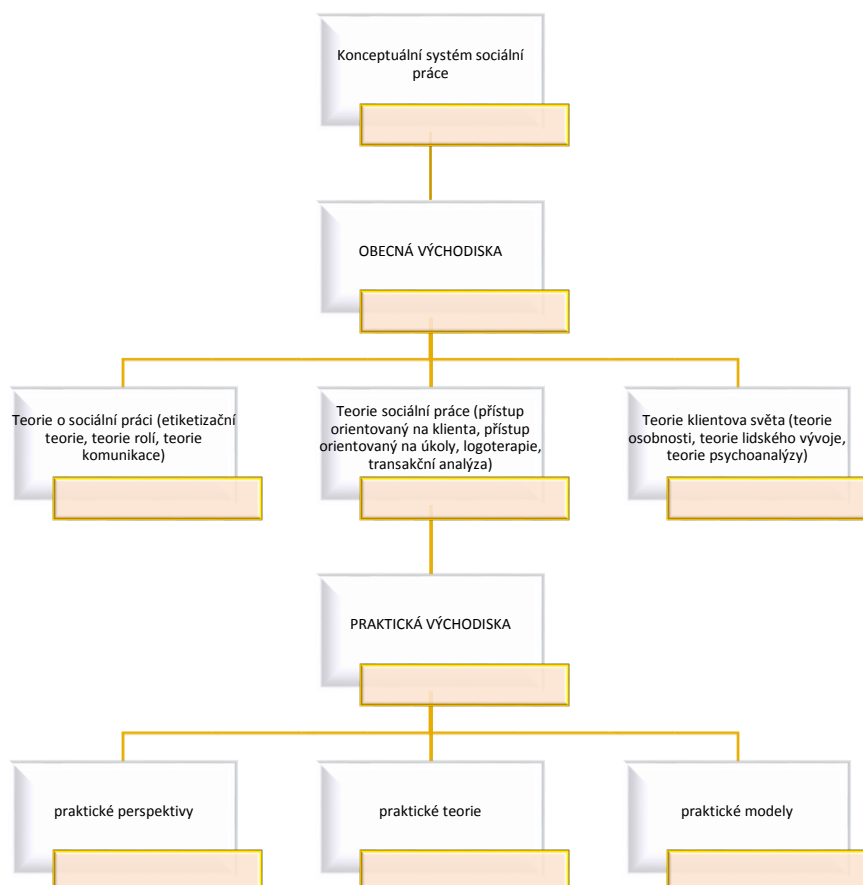 Konceptuální systém sociální
práce
OBECNÁ VÝCHODISKA
Teorie o sociální práci (etiketizační
teorie, teorie rolí, teorie
komunikace)
Teorie sociální práce (přístup
orientovaný na klienta, přístup
orientovaný na úkoly, logoterapie,
transakční analýza)
Teorie klientova světa (teorie
osobnosti, teorie lidského vývoje,
teorie psychoanalýzy)
PRAKTICKÁ VÝCHODISKA
praktické perspektivy
praktické teorie
praktické modely